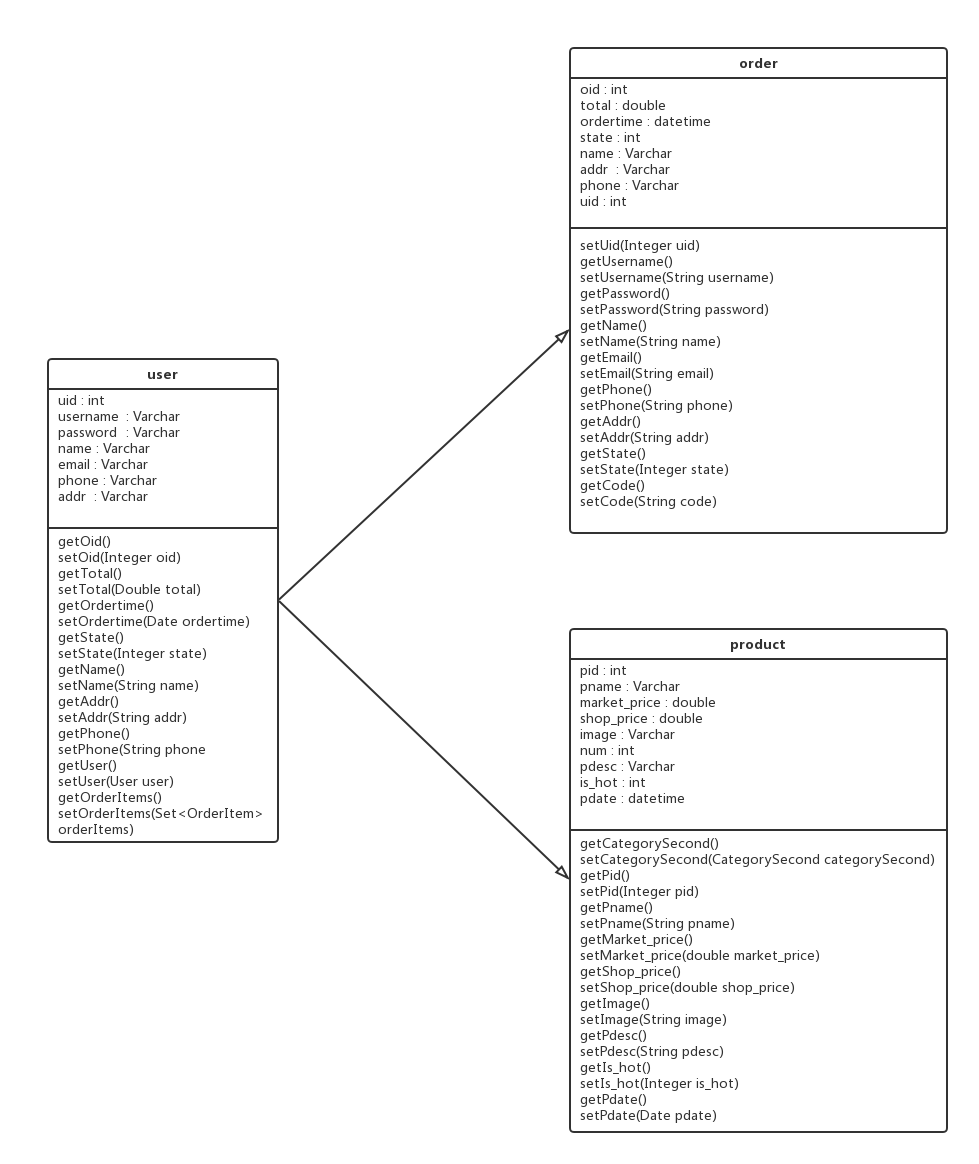 order
oid : int
total : double
ordertime : datetime
state : int
name : Varchar
addr  : Varchar
phone : Varchar
uid : int
setUid(Integer uid)
getUsername()
setUsername(String username)
getPassword()
setPassword(String password)
getName()
setName(String name)
getEmail()
setEmail(String email)
getPhone()
setPhone(String phone)
getAddr()
setAddr(String addr)
getState()
setState(Integer state)
getCode()
setCode(String code)
user
uid : int
username  : Varchar
password  : Varchar
name : Varchar
email : Varchar
phone : Varchar
addr  : Varchar
getOid()
setOid(Integer oid)
getTotal()
setTotal(Double total)
getOrdertime()
setOrdertime(Date ordertime)
getState()
setState(Integer state)
getName()
setName(String name)
getAddr()
setAddr(String addr)
getPhone()
setPhone(String phone
getUser()
setUser(User user)
getOrderItems()
setOrderItems(Set<OrderItem>
orderItems)
product
pid : int
pname : Varchar
market_price : double
shop_price : double
image : Varchar
num : int
pdesc : Varchar
is_hot : int
pdate : datetime
getCategorySecond()
setCategorySecond(CategorySecond categorySecond)
getPid()
setPid(Integer pid)
getPname()
setPname(String pname)
getMarket_price()
setMarket_price(double market_price)
getShop_price()
setShop_price(double shop_price)
getImage()
setImage(String image)
getPdesc()
setPdesc(String pdesc)
getIs_hot()
setIs_hot(Integer is_hot)
getPdate()
setPdate(Date pdate)